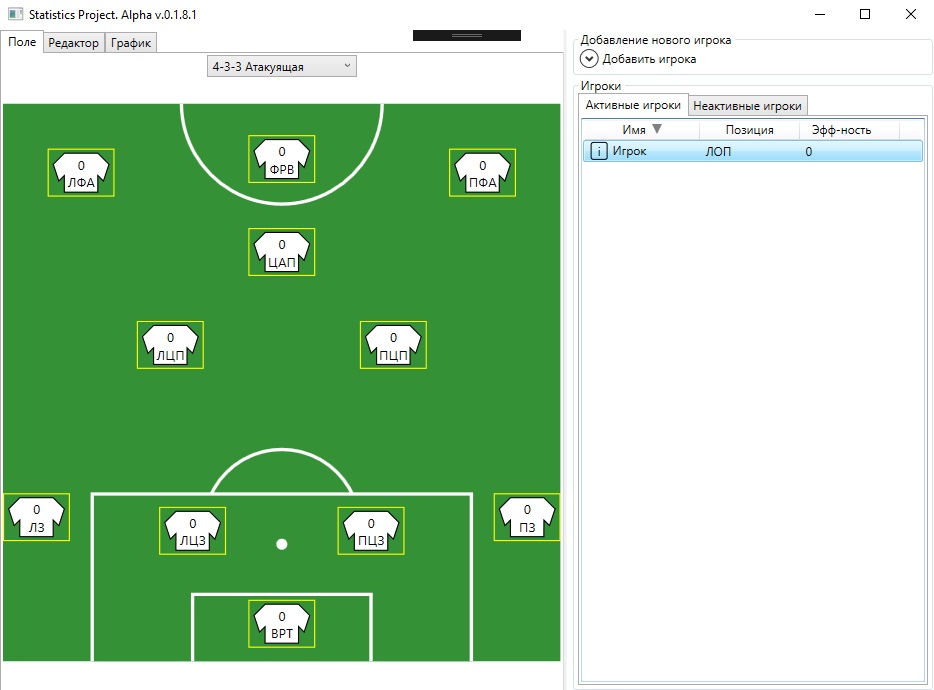 Statistics Project. Alpha v.0.1.8.1
Поле Редактор График
4-3-3 Атакующая
0
ЛФА
0
ФРВ
0
ПФА
0
ЦАП
0
ЛЦП
0
ПЦП
0
ЛЗ
0
ЛЦЗ
0
ПЦЗ
0
ПЗ
0
ВРТ
Добавление нового игрока
Добавить игрока
Игроки
Активные игроки Неактивные игроки
Имя Позиция Эфф-ность
i Игрок ЛОП 0